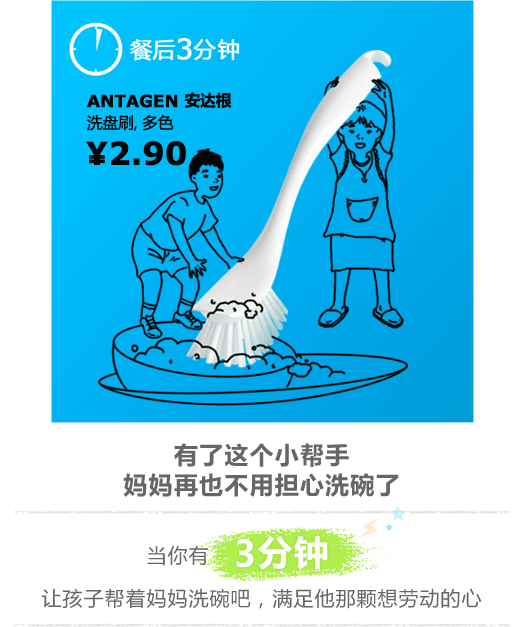 餐后3分钟
ANTAGEN 安达根
洗盘刷, 多色
¥2.90
有了这个小帮手
妈妈再也不用担心洗碗了
当你有 3分钟
让孩子帮着妈妈洗碗吧，满足他那颗想劳动的心